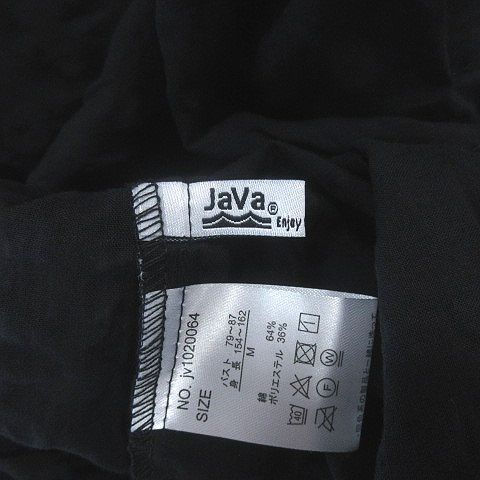 JaVa®
Enjoy
NO. jv1020064
SIZE
バスト 79～87
身長 154～162
M
綿 64%
ポリエステル 36%
40
W
F